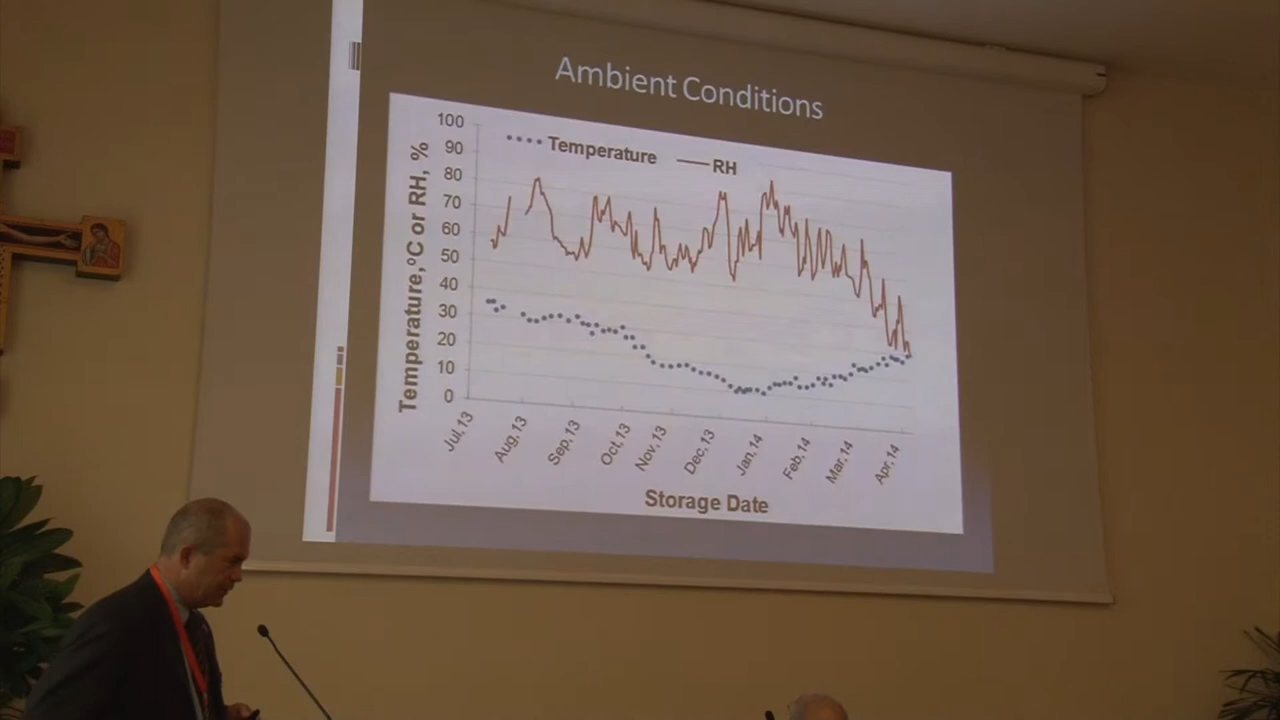 Ambient Conditions
Temperature RH
Temperature,ºC or RH, %
100
90
80
70
60
50
40
30
20
10
0
Jul,13
Aug,13
Sep,13
Oct,13
Nov,13
Dec,13
Jan,14
Feb,14
Mar,14
Apr,14
Storage Date